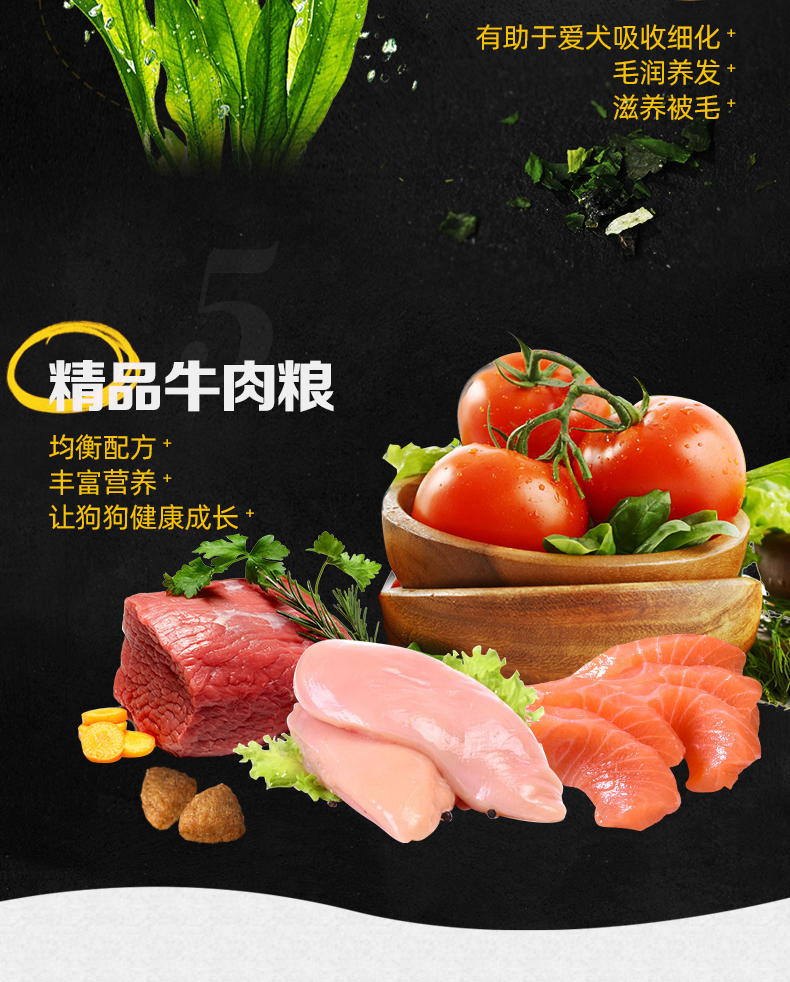 有助于爱犬吸收细化+
毛润养发+
滋养被毛+
5
精品牛肉粮
均衡配方+
丰富营养+
让狗狗健康成长+